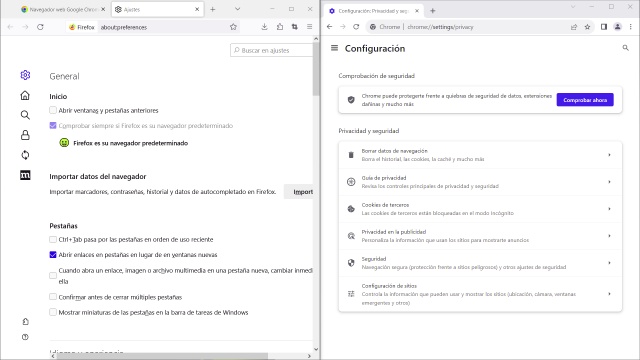 Navegador web Google Chrom
Ajustes
Firefox
about:preferences
Buscar en ajustes
General
Inicio
Abrir ventanas y pestañas anteriores
Comprobar siempre si Firefox es su navegador predeterminado
Firefox es su navegador predeterminado
Importar datos del navegador
Importar marcadores, contraseñas, historial y datos de autocompletado en Firefox.
Import
Pestañas
Ctrl+Tab pasa por las pestañas en orden de uso reciente
Abrir enlaces en pestañas en lugar de en ventanas nuevas
Cuando abra un enlace, imagen o archivo multimedia en una pestaña nueva, cambiar inmedi
ella
Confirmar antes de cerrar múltiples pestañas
Mostrar miniaturas de las pestañas en la barra de tareas de Windows
Idioma y apariencia
Configuración: Privacidad y seg
Chrome
chrome://settings/privacy
Configuración
Comprobación de seguridad
Chrome puede protegerte frente a quiebras de seguridad de datos, extensiones
dañinas y mucho más
Comprobar ahora
Privacidad y seguridad
Borrar datos de navegación
Borra el historial, las cookies, la caché y mucho más
Guía de privacidad
Revisa los controles principales de privacidad y seguridad
Cookies de terceros
Las cookies de terceros están bloqueadas en el modo Incógnito
Privacidad en la publicidad
Personaliza la información que usan los sitios para mostrarte anuncios
Seguridad
Navegación segura (protección frente a sitios peligrosos) y otros ajustes de seguridad
Configuración de sitios
Controla la información que pueden usar y mostrar los sitios (ubicación, cámara, ventanas
emergentes y otros)